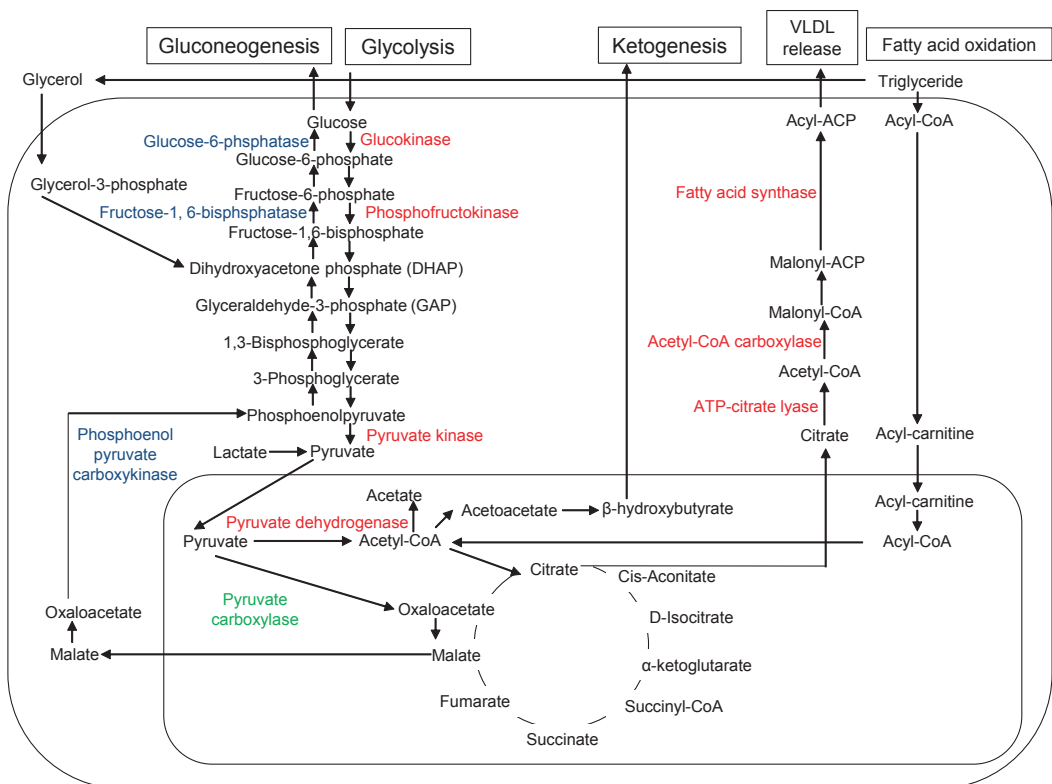 Gluconeogenesis
Glycolysis
Ketogenesis
VLDL
release
Fatty acid oxidation
Glycerol
Triglyceride
Glucose
Acyl-ACP
Acyl-CoA
Glucose-6-phsphatase
Glucokinase
Glucose-6-phosphate
Glycerol-3-phosphate
Fructose-6-phosphate
Fatty acid synthase
Fructose-1, 6-bisphsphatase
Phosphofructokinase
Fructose-1,6-bisphosphate
Dihydroxyacetone phosphate (DHAP)
Malonyl-ACP
Glyceraldehyde-3-phosphate (GAP)
Malonyl-CoA
1,3-Bisphosphoglycerate
Acetyl-CoA carboxylase
3-Phosphoglycerate
Acetyl-CoA
Phosphoenolpyruvate
ATP-citrate lyase
Phosphoenol
pyruvate
carboxykinase
Pyruvate kinase
Citrate
Acyl-carnitine
Lactate
Pyruvate
Acetate
Acetoacetate
β-hydroxybutyrate
Acyl-carnitine
Pyruvate dehydrogenase
Pyruvate
Acetyl-CoA
Acyl-CoA
Citrate
Cis-Aconitate
Pyruvate
carboxylase
Oxaloacetate
Oxaloacetate
D-Isocitrate
Malate
Malate
α-ketoglutarate
Fumarate
Succinyl-CoA
Succinate